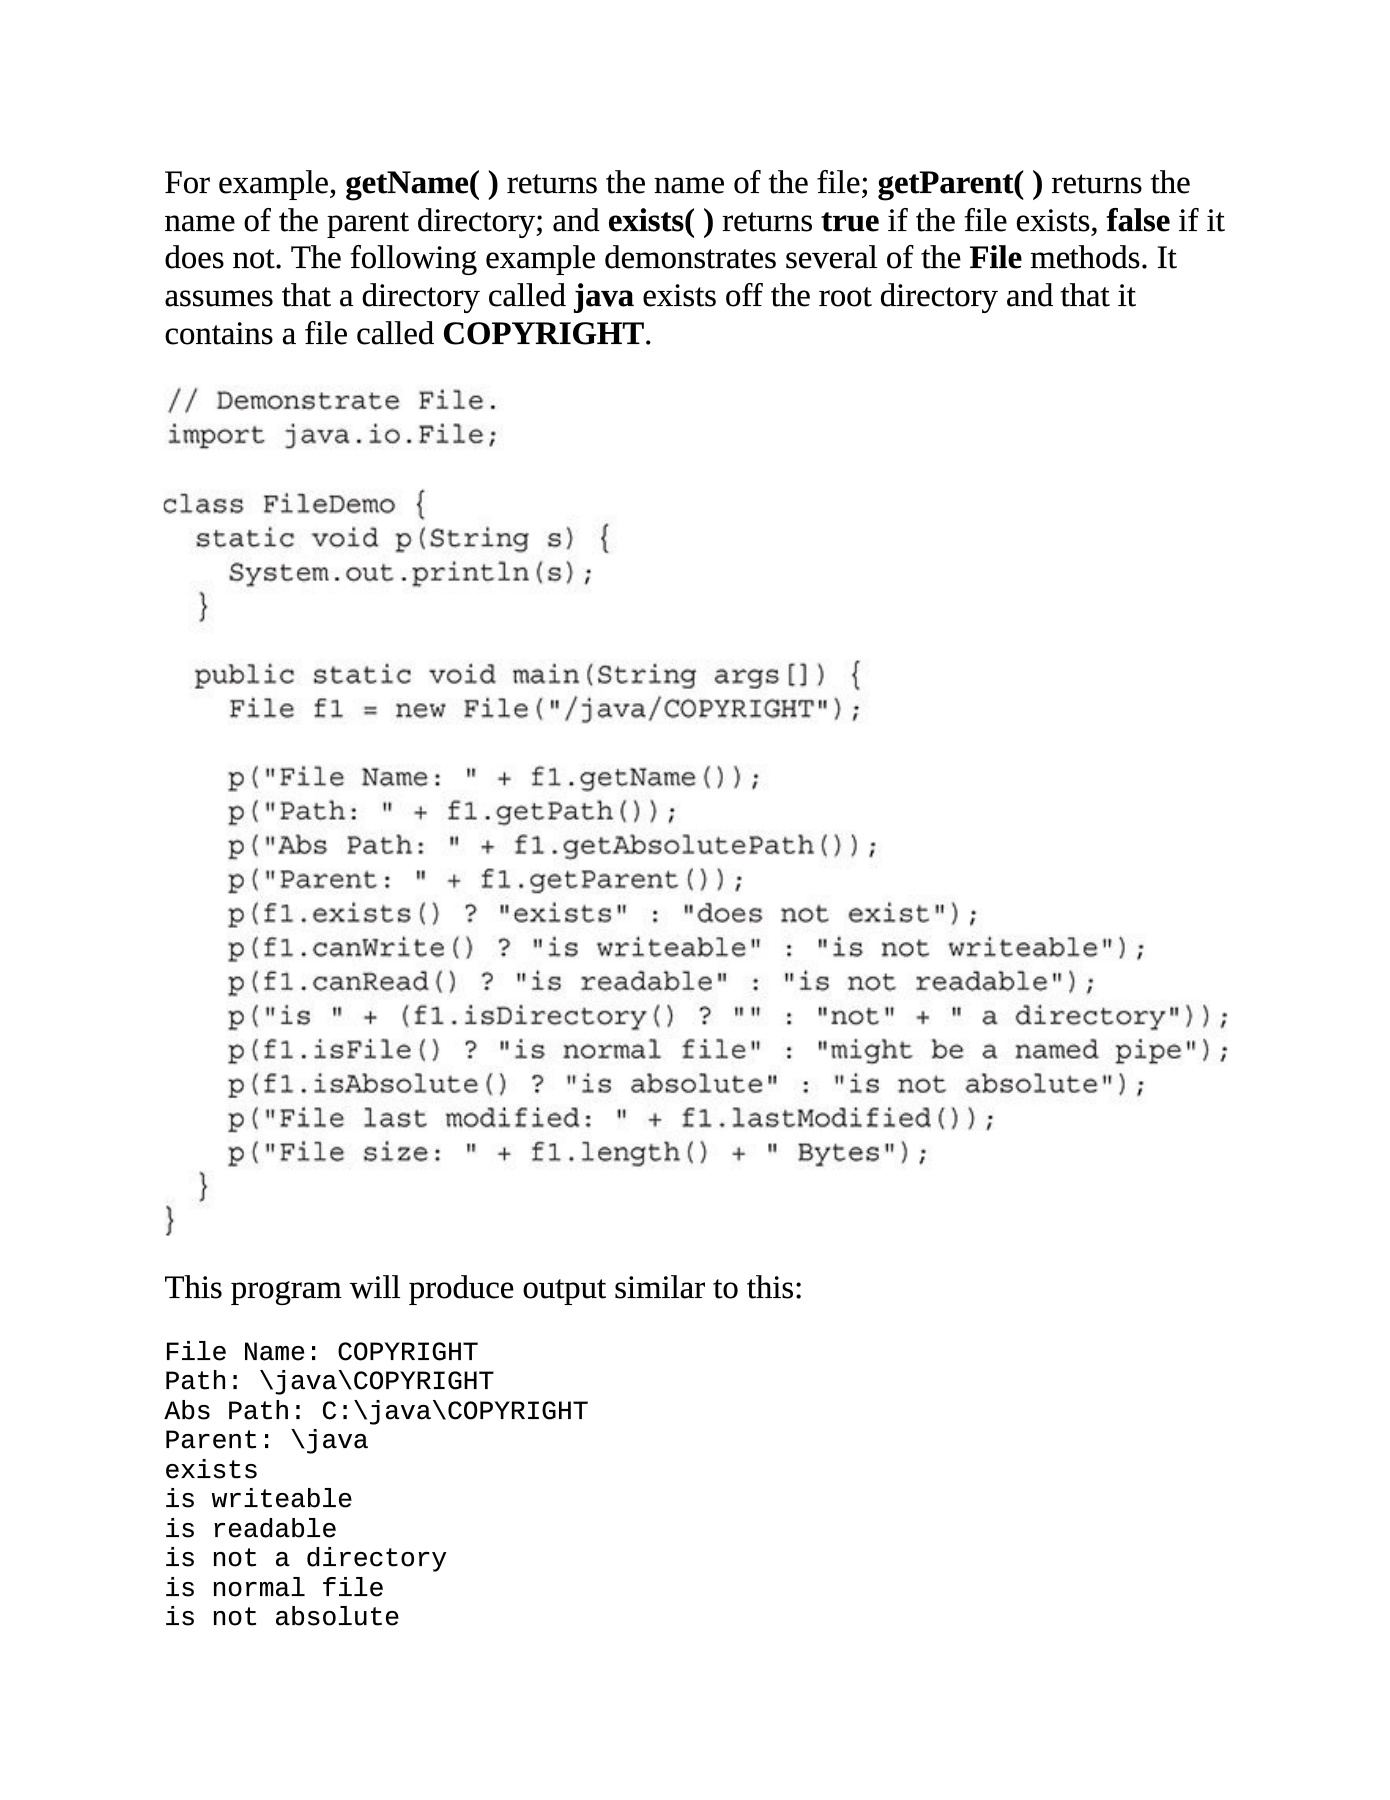 For example, getName( ) returns the name of the file; getParent( ) returns the
name of the parent directory; and exists( ) returns true if the file exists, false if it
does not. The following example demonstrates several of the File methods. It
assumes that a directory called java exists off the root directory and that it
contains a file called COPYRIGHT.
// Demonstrate File.
import java.io.File;
class FileDemo {
  static void p(String s) {
    System.out.println(s);
  }
  public static void main(String args[]) {
    File f1 = new File("/java/COPYRIGHT");
    p("File Name: " + f1.getName());
    p("Path: " + f1.getPath());
    p("Abs Path: " + f1.getAbsolutePath());
    p("Parent: " + f1.getParent());
    p(f1.exists() ? "exists" : "does not exist");
    p(f1.canWrite() ? "is writeable" : "is not writeable");
    p(f1.canRead() ? "is readable" : "is not readable");
    p("is " + (f1.isDirectory() ? "" : "not" + " a directory"));
    p(f1.isFile() ? "is normal file" : "might be a named pipe");
    p(f1.isAbsolute() ? "is absolute" : "is not absolute");
    p("File last modified: " + f1.lastModified());
    p("File size: " + f1.length() + " Bytes");
  }
}
This program will produce output similar to this:
File Name: COPYRIGHT
Path: \java\COPYRIGHT
Abs Path: C:\java\COPYRIGHT
Parent: \java
exists
is writeable
is readable
is not a directory
is normal file
is not absolute